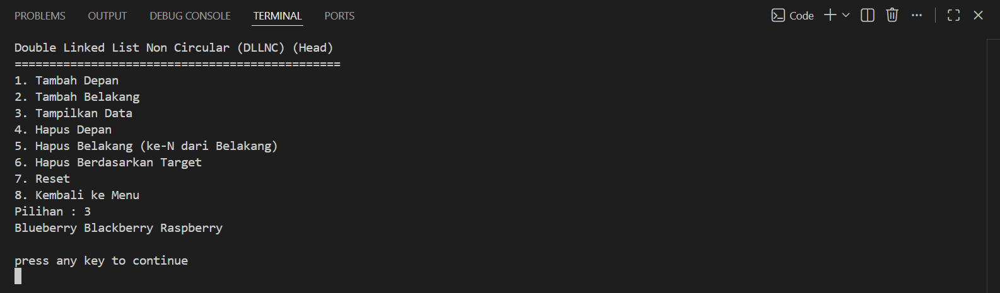 PROBLEMS OUTPUT DEBUG CONSOLE TERMINAL PORTS Code
Double Linked List Non Circular (DLLNC) (Head)
===============================================
1. Tambah Depan
2. Tambah Belakang
3. Tampilkan Data
4. Hapus Depan
5. Hapus Belakang (ke-N dari Belakang)
6. Hapus Berdasarkan Target
7. Reset
8. Kembali ke Menu
Pilihan : 3
Blueberry Blackberry Raspberry
press any key to continue